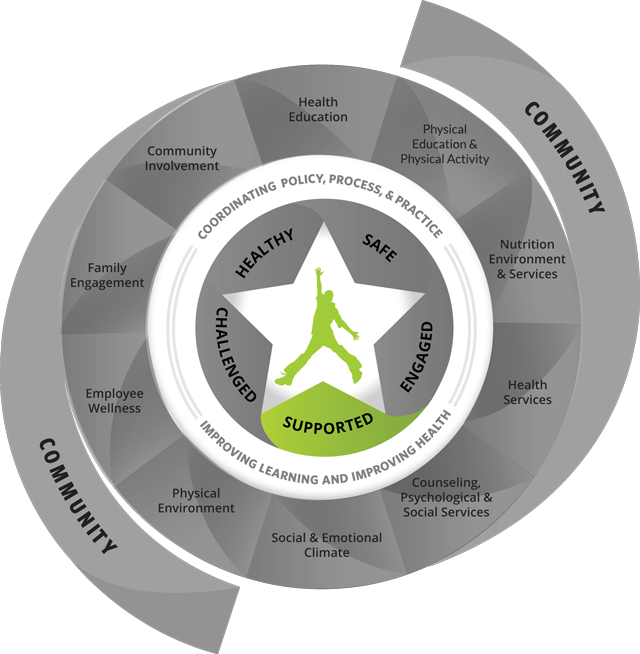 COMMUNITY
Health
Education
Physical
Education &
Physical Activity
Nutrition
Environment
& Services
Health
Services
Counseling,
Psychological &
Social Services
Social & Emotional
Climate
Physical
Environment
Employee
Wellness
Family
Engagement
Community
Involvement
COORDINATING POLICY, PROCESS, & PRACTICE
IMPROVING LEARNING AND IMPROVING HEALTH
HEALTHY
SAFE
ENGAGED
SUPPORTED
CHALLENGED
COMMUNITY